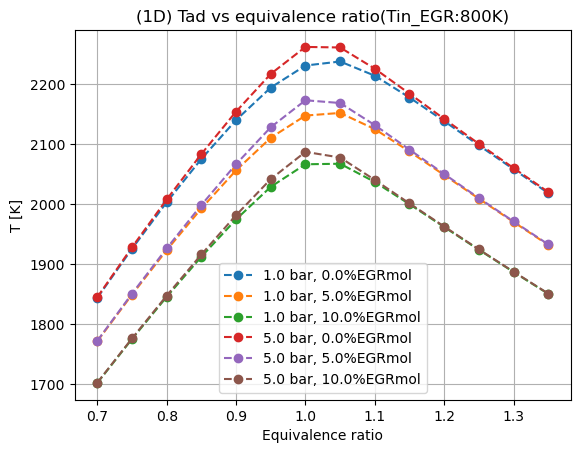 (1D) Tad vs equivalence ratio(Tin_EGR:800K)
T [K]
2200
2100
2000
1900
1800
1700
1.0 bar, 0.0%EGRmol
1.0 bar, 5.0%EGRmol
1.0 bar, 10.0%EGRmol
5.0 bar, 0.0%EGRmol
5.0 bar, 5.0%EGRmol
5.0 bar, 10.0%EGRmol
0.7 0.8 0.9 1.0 1.1 1.2 1.3
Equivalence ratio